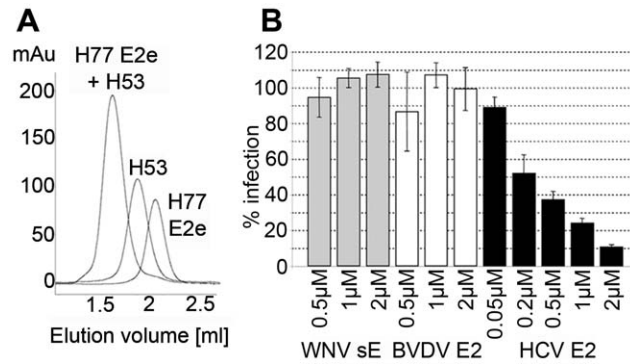 A
mAu
H77 E2e
+ H53
200
150
100
50
0
H53
H77
E2e
1.5 2 2.5
Elution volume [ml]
B
% infection
120
100
80
60
40
20
0
0.5µM 1µM 2µM 0.5µM 1µM 2µM 0.05µM 0.2µM 0.5µM 1µM 2µM
WNV sE BVDV E2 HCV E2